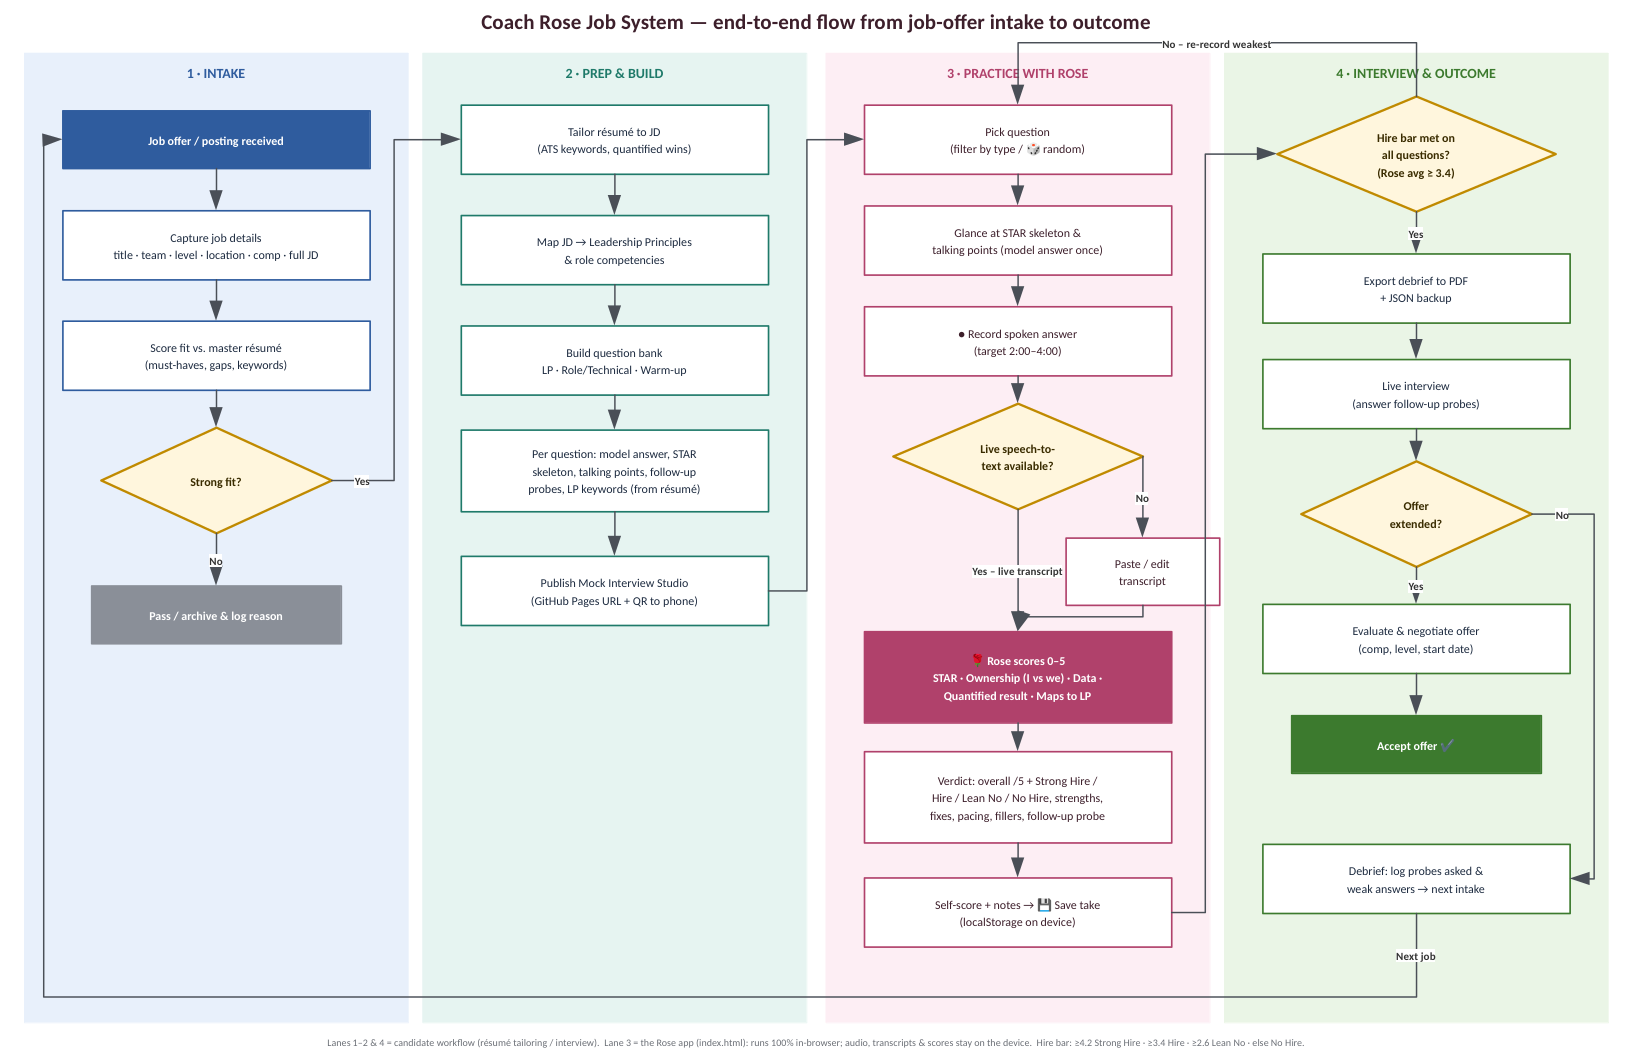 Coach Rose Job System — end-to-end flow from job-offer intake to outcome
No – re-record weakest
1 · INTAKE
Job offer / posting received
Capture job details
title · team · level · location · comp · full JD
Score fit vs. master résumé
(must-haves, gaps, keywords)
Strong fit?
Yes
No
Pass / archive & log reason
2 · PREP & BUILD
Tailor résumé to JD
(ATS keywords, quantified wins)
Map JD → Leadership Principles
& role competencies
Build question bank
LP · Role/Technical · Warm-up
Per question: model answer, STAR
skeleton, talking points, follow-up
probes, LP keywords (from résumé)
Publish Mock Interview Studio
(GitHub Pages URL + QR to phone)
3 · PRACTICE WITH ROSE
Pick question
(filter by type / 🎲 random)
Glance at STAR skeleton &
talking points (model answer once)
● Record spoken answer
(target 2:00–4:00)
Live speech-to-
text available?
No
Yes – live transcript
Paste / edit
transcript
🌹 Rose scores 0–5
STAR · Ownership (I vs we) · Data ·
Quantified result · Maps to LP
Verdict: overall /5 + Strong Hire /
Hire / Lean No / No Hire, strengths,
fixes, pacing, fillers, follow-up probe
Self-score + notes → 💾 Save take
(localStorage on device)
4 · INTERVIEW & OUTCOME
Hire bar met on
all questions?
(Rose avg ≥ 3.4)
Yes
Export debrief to PDF
+ JSON backup
Live interview
(answer follow-up probes)
Offer
extended?
No
Yes
Evaluate & negotiate offer
(comp, level, start date)
Accept offer ✔
Debrief: log probes asked &
weak answers → next intake
Next job
Lanes 1–2 & 4 = candidate workflow (résumé tailoring / interview). Lane 3 = the Rose app (index.html): runs 100% in-browser; audio, transcripts & scores stay on the device. Hire bar: ≥4.2 Strong Hire · ≥3.4 Hire · ≥2.6 Lean No · else No Hire.